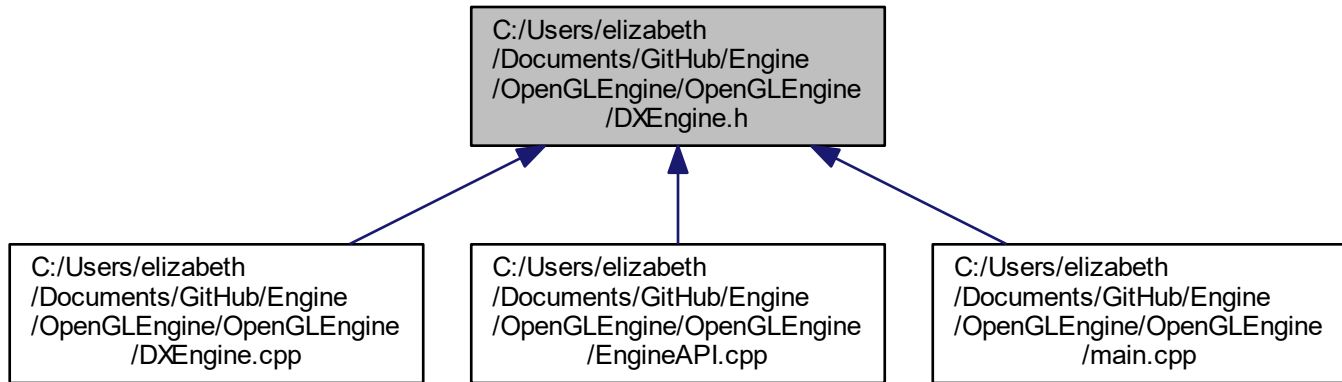 C:/Users/elizabeth
/Documents/GitHub/Engine
/OpenGLEngine/OpenGLEngine
/DXEngine.h
C:/Users/elizabeth
/Documents/GitHub/Engine
/OpenGLEngine/OpenGLEngine
/DXEngine.cpp
C:/Users/elizabeth
/Documents/GitHub/Engine
/OpenGLEngine/OpenGLEngine
/EngineAPI.cpp
C:/Users/elizabeth
/Documents/GitHub/Engine
/OpenGLEngine/OpenGLEngine
/main.cpp